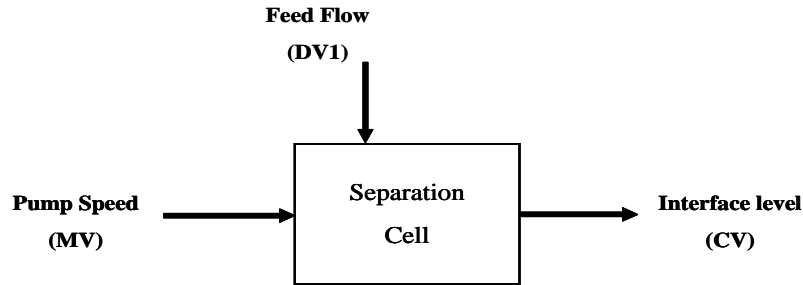 Feed Flow
(DV1)
Pump Speed
(MV)
Separation
Cell
Interface level
(CV)